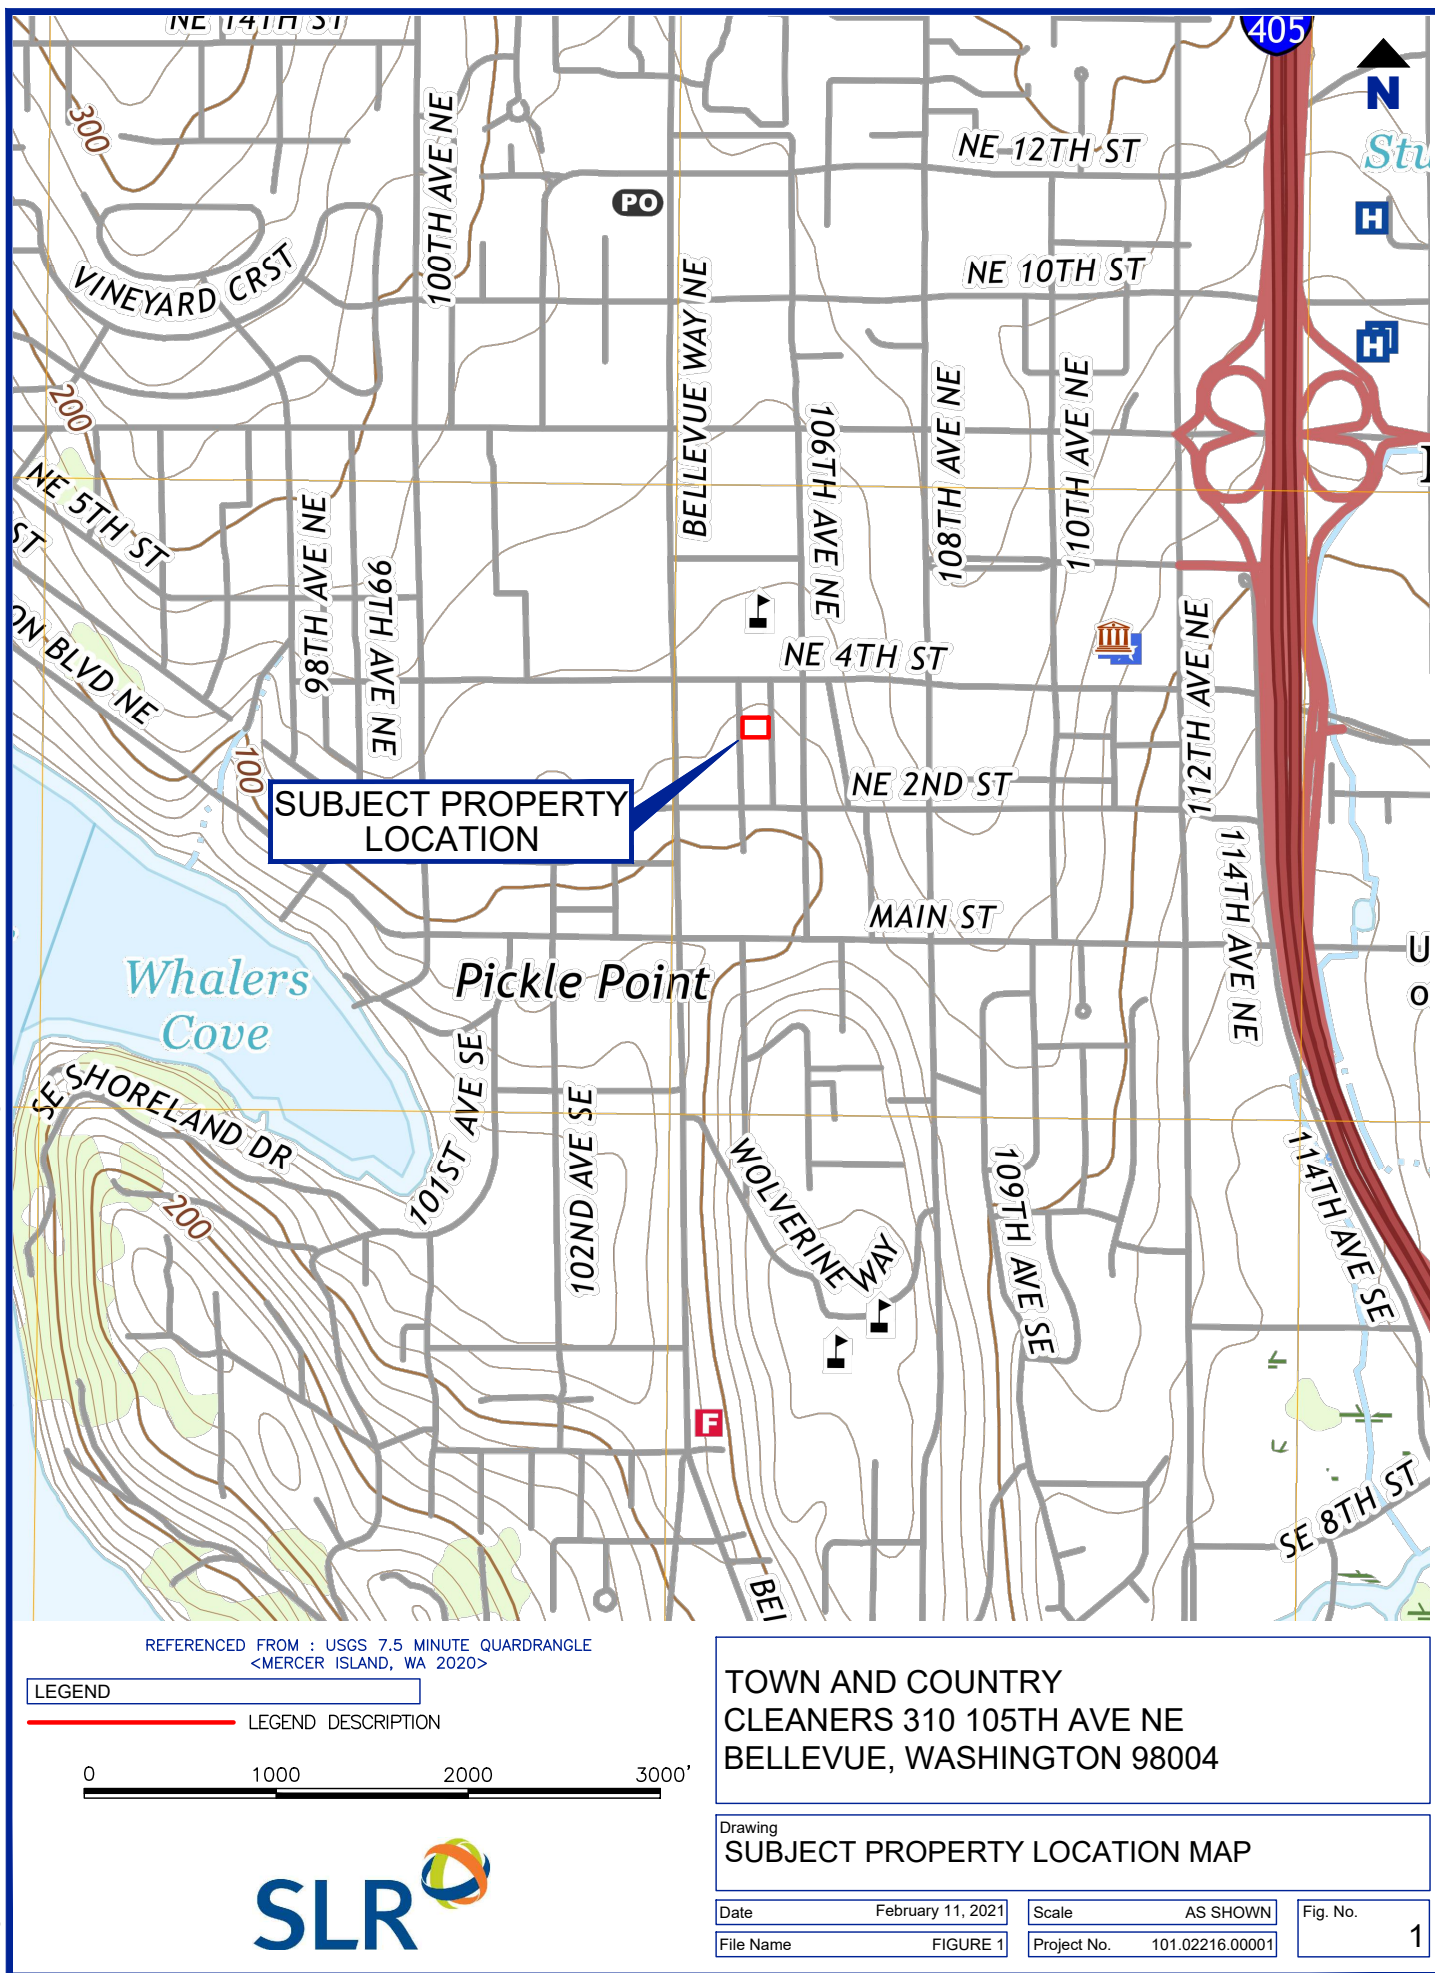 NE 14TH ST
405
N
300
100TH AVE NE
NE 12TH ST
Stu
PO
H
VINEYARD CRST
BELLEVUE WAY NE
NE 10TH ST
H
200
106TH AVE NE
108TH AVE NE
110TH AVE NE
NE 5TH ST
ST
98TH AVE NE
99TH AVE NE
ON BLVD NE
NE 4TH ST
112TH AVE NE
100
SUBJECT PROPERTY
LOCATION
NE 2ND ST
114TH AVE NE
MAIN ST
U
o
Whalers
Cove
Pickle Point
SE SHORELAND DR
101ST AVE SE
102ND AVE SE
WOLVERINE WAY
109TH AVE SE
114TH AVE SE
200
F
SE 8TH ST
BEL
REFERENCED FROM : USGS 7.5 MINUTE QUARDRANGLE
<MERCER ISLAND, WA 2020>
LEGEND
LEGEND DESCRIPTION
0 1000 2000 3000'
SLR
TOWN AND COUNTRY
CLEANERS 310 105TH AVE NE
BELLEVUE, WASHINGTON 98004
Drawing
SUBJECT PROPERTY LOCATION MAP
Date February 11, 2021
Scale AS SHOWN
Fig. No. 1
File Name FIGURE 1
Project No. 101.02216.00001